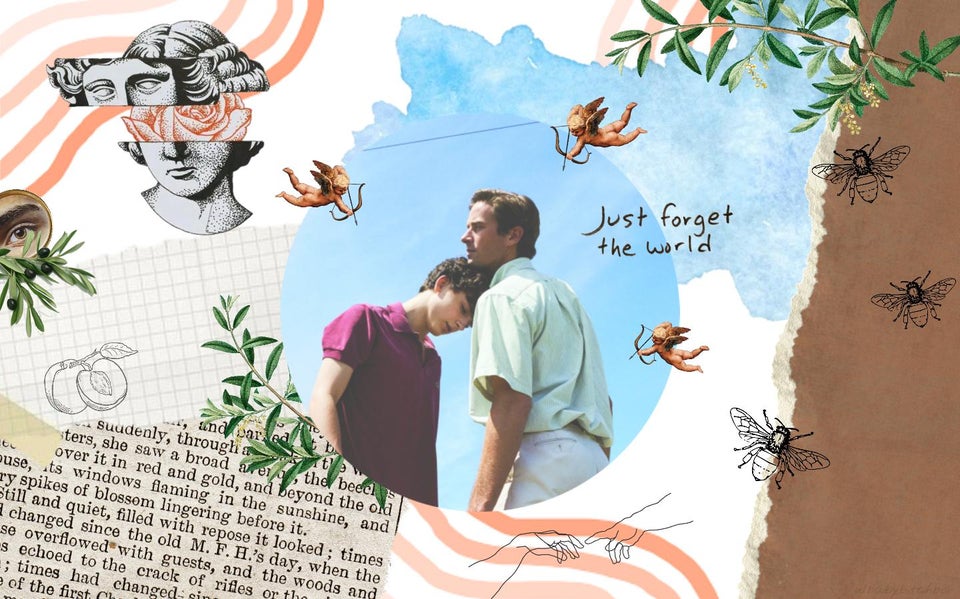 Just forget
the world
suddenly, through a
sters, she saw a broad
over it in red and gold, and beyond the old
its windows flaming in the sunshine, and
ry spikes of blossom lingering before it.
Still and quiet, filled with repose it looked; times
changed since the old M. F. H.'s day, when the
se overflowed with guests, and the woods and
s echoed to the crack of rifles or the
; times had changed since
e of the first